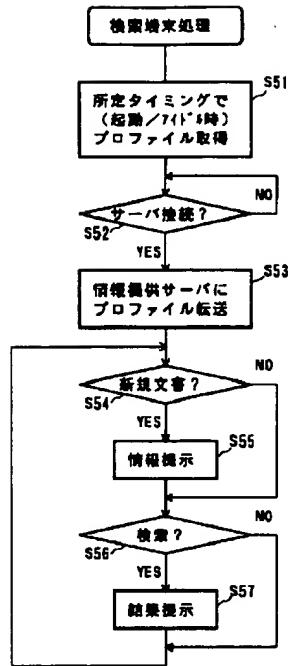 検索端末処理
S51
所定タイミングで
（起動/アイドル時）
プロファイル取得
NO
サーバ接続？
S52
YES
S53
情報提供サーバに
プロファイル転送
NO
新規文書？
S54
YES
S55
情報提示
NO
検索？
S56
YES
S57
結果提示